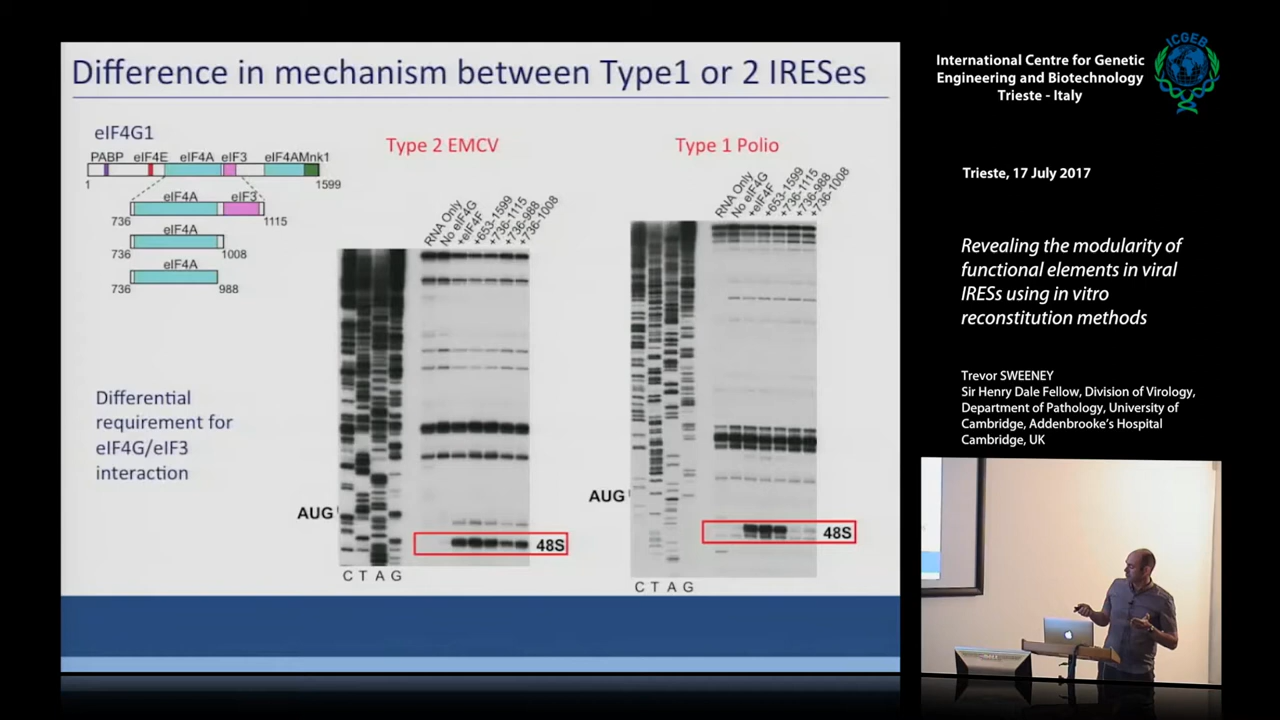 Difference in mechanism between Type1 or 2 IRESes
eIF4G1
PABP eIF4E eIF4A eIF3 eIF4AMnk1
1 1599
eIF4A eIF3
736 1115
eIF4A
736 1008
eIF4A
736 988
Differential
requirement for
eIF4G/eIF3
interaction
Type 2 EMCV
RNA Only
No eIF4G
+eIF4F
+653-1599
+736-1115
+736-988
+736-1008
AUG
48S
C T A G
Type 1 Polio
RNA Only
No eIF4G
+eIF4F
+653-1599
+736-1115
+736-988
+736-1008
AUG
48S
C T A G
International Centre for Genetic
Engineering and Biotechnology
Trieste - Italy
ICGEB
Trieste, 17 July 2017
Revealing the modularity of
functional elements in viral
IRESs using in vitro
reconstitution methods
Trevor SWEENEY
Sir Henry Dale Fellow, Division of Virology,
Department of Pathology, University of
Cambridge, Addenbrooke's Hospital
Cambridge, UK